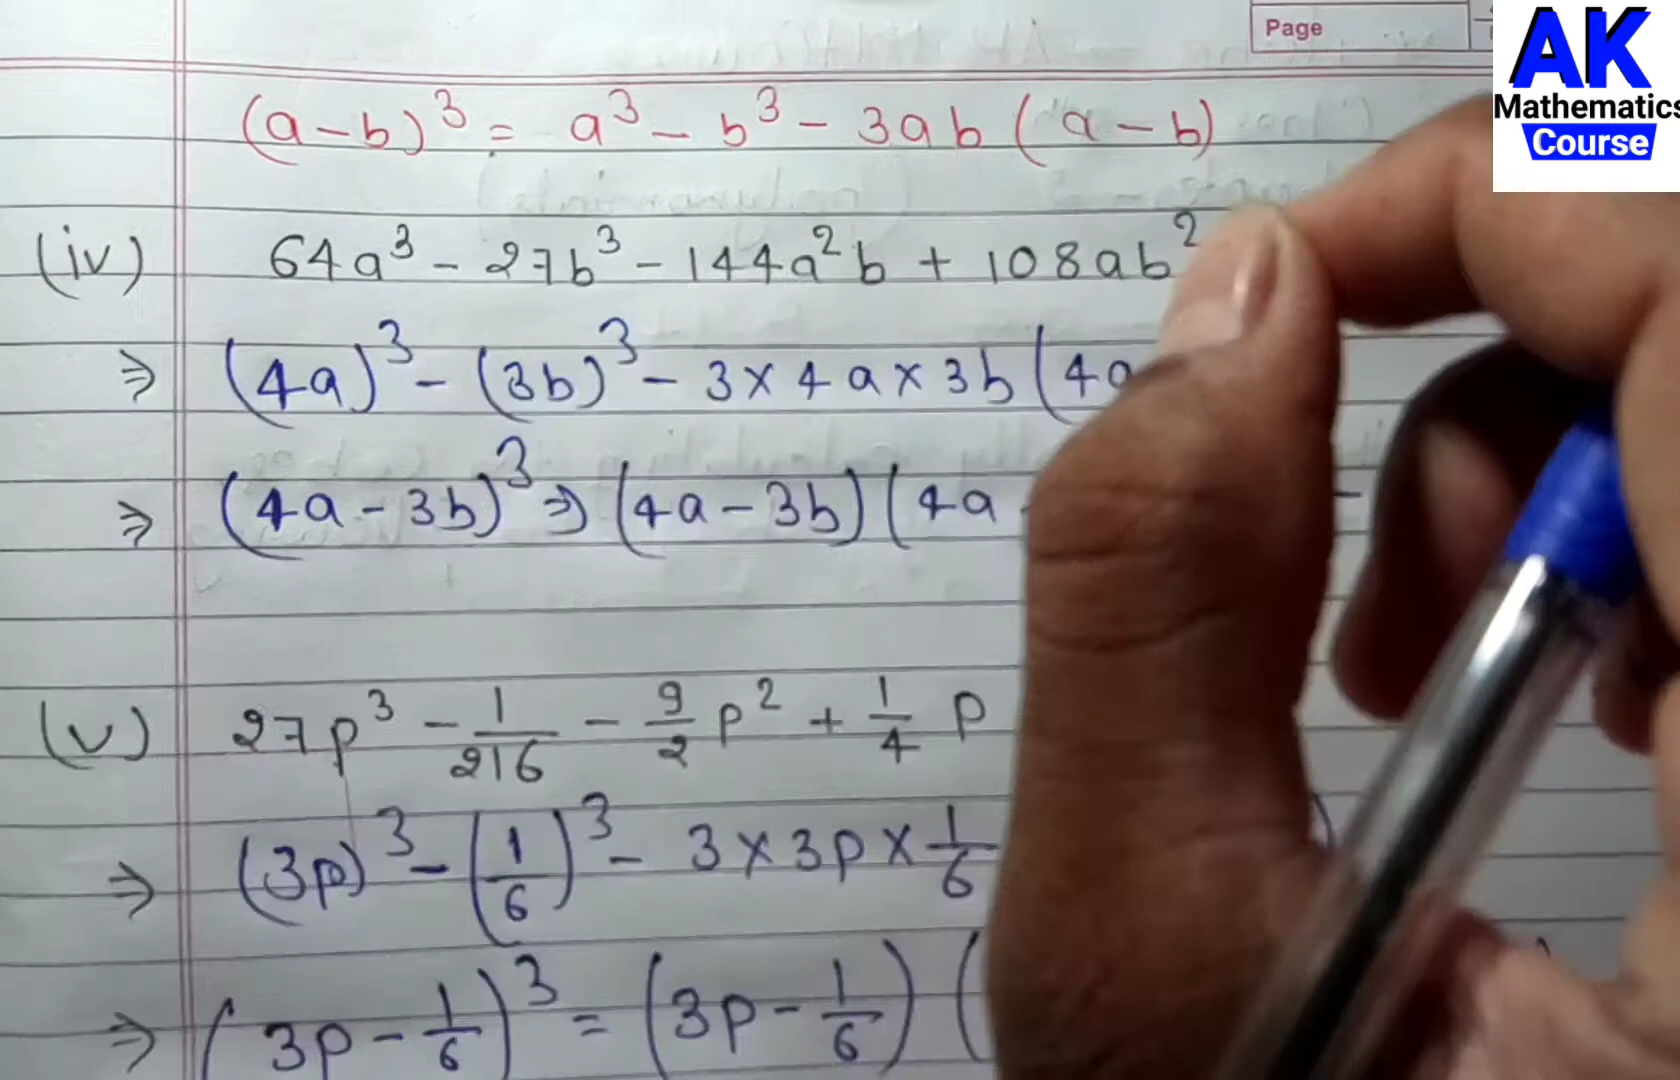 Page
AK
Mathematics
Course
(a-b)³ = a³ - b³ - 3ab(a-b)
(iv) 64a³ - 27b³ - 144a²b + 108ab²
⇒ (4a)³ - (3b)³ - 3×4a×3b(4a
⇒ (4a-3b)³ ⇒ (4a-3b)(4a
(v) 27p³ - 1/216 - 9/2 p² + 1/4 p
⇒ (3p)³ - (1/6)³ - 3×3p×1/6
⇒ (3p - 1/6)³ = (3p - 1/6)(